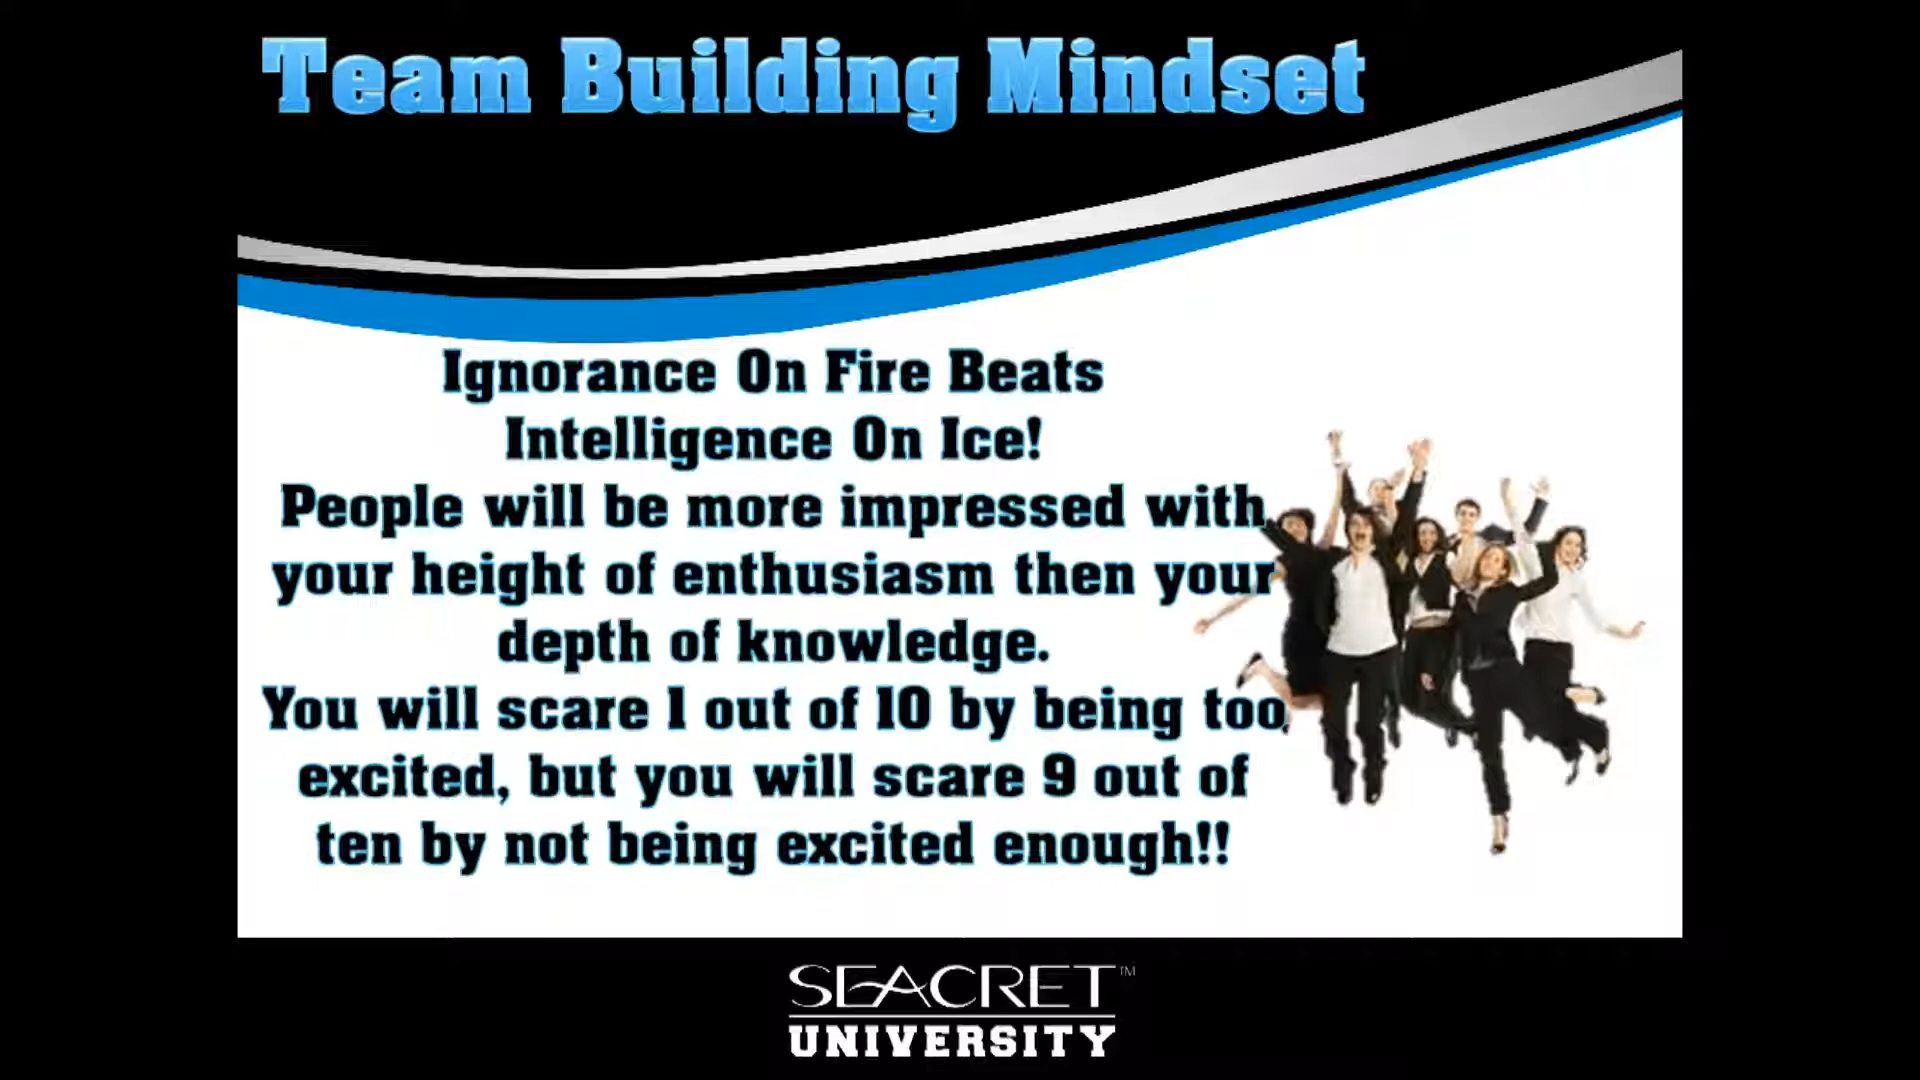 Team Building Mindset
Ignorance On Fire Beats
Intelligence On Ice!
People will be more impressed with
your height of enthusiasm then your
depth of knowledge.
You will scare 1 out of 10 by being too
excited, but you will scare 9 out of
ten by not being excited enough!!
SEACRET™
UNIVERSITY